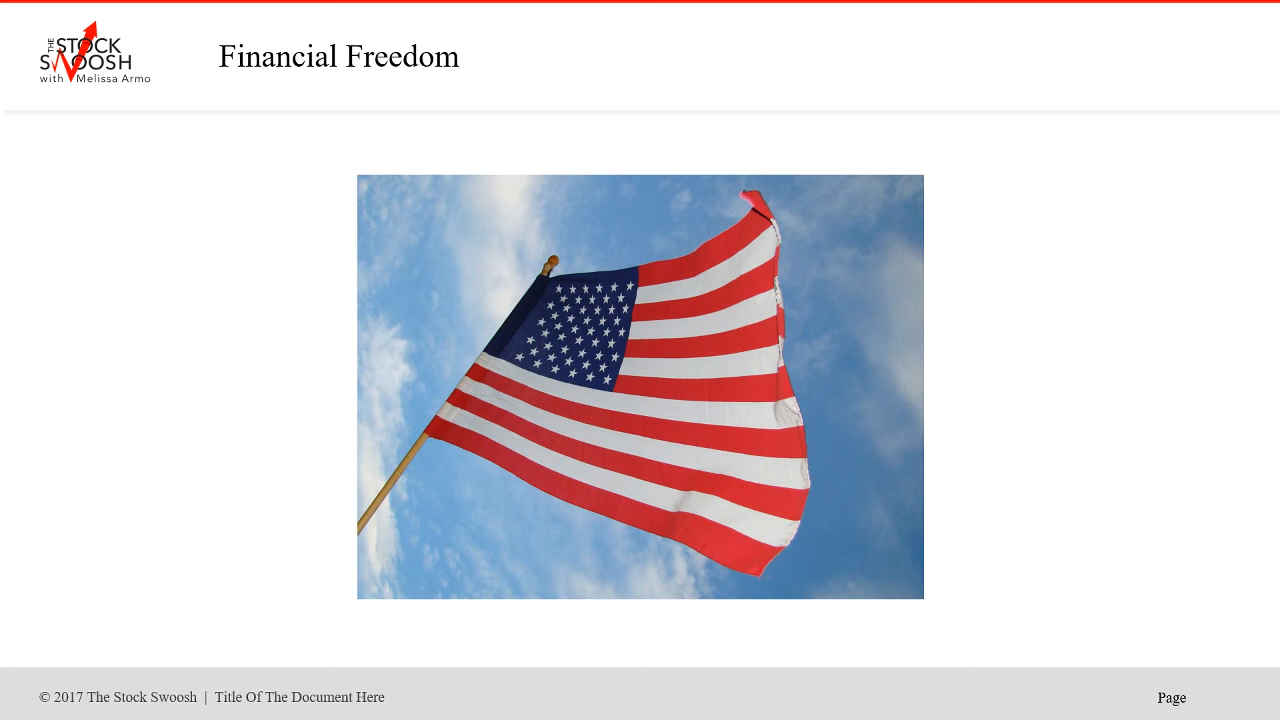 THE STOCK
SWOOSH
with Melissa Armo
Financial Freedom
© 2017 The Stock Swoosh | Title Of The Document Here
Page